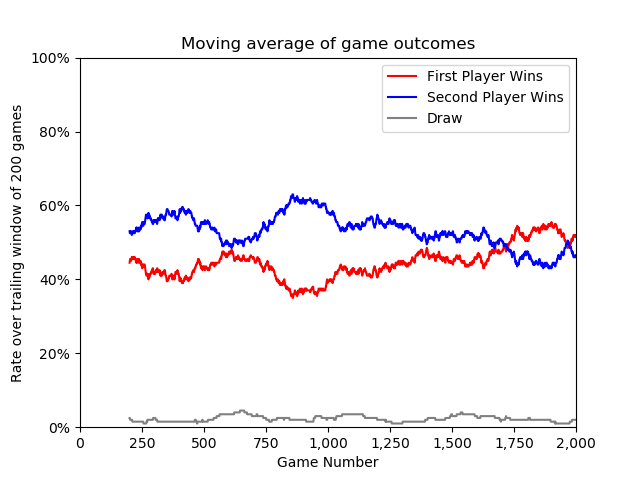 Moving average of game outcomes
First Player Wins
Second Player Wins
Draw
Rate over trailing window of 200 games
100%
80%
60%
40%
20%
0%
0
250
500
750
1,000
1,250
1,500
1,750
2,000
Game Number